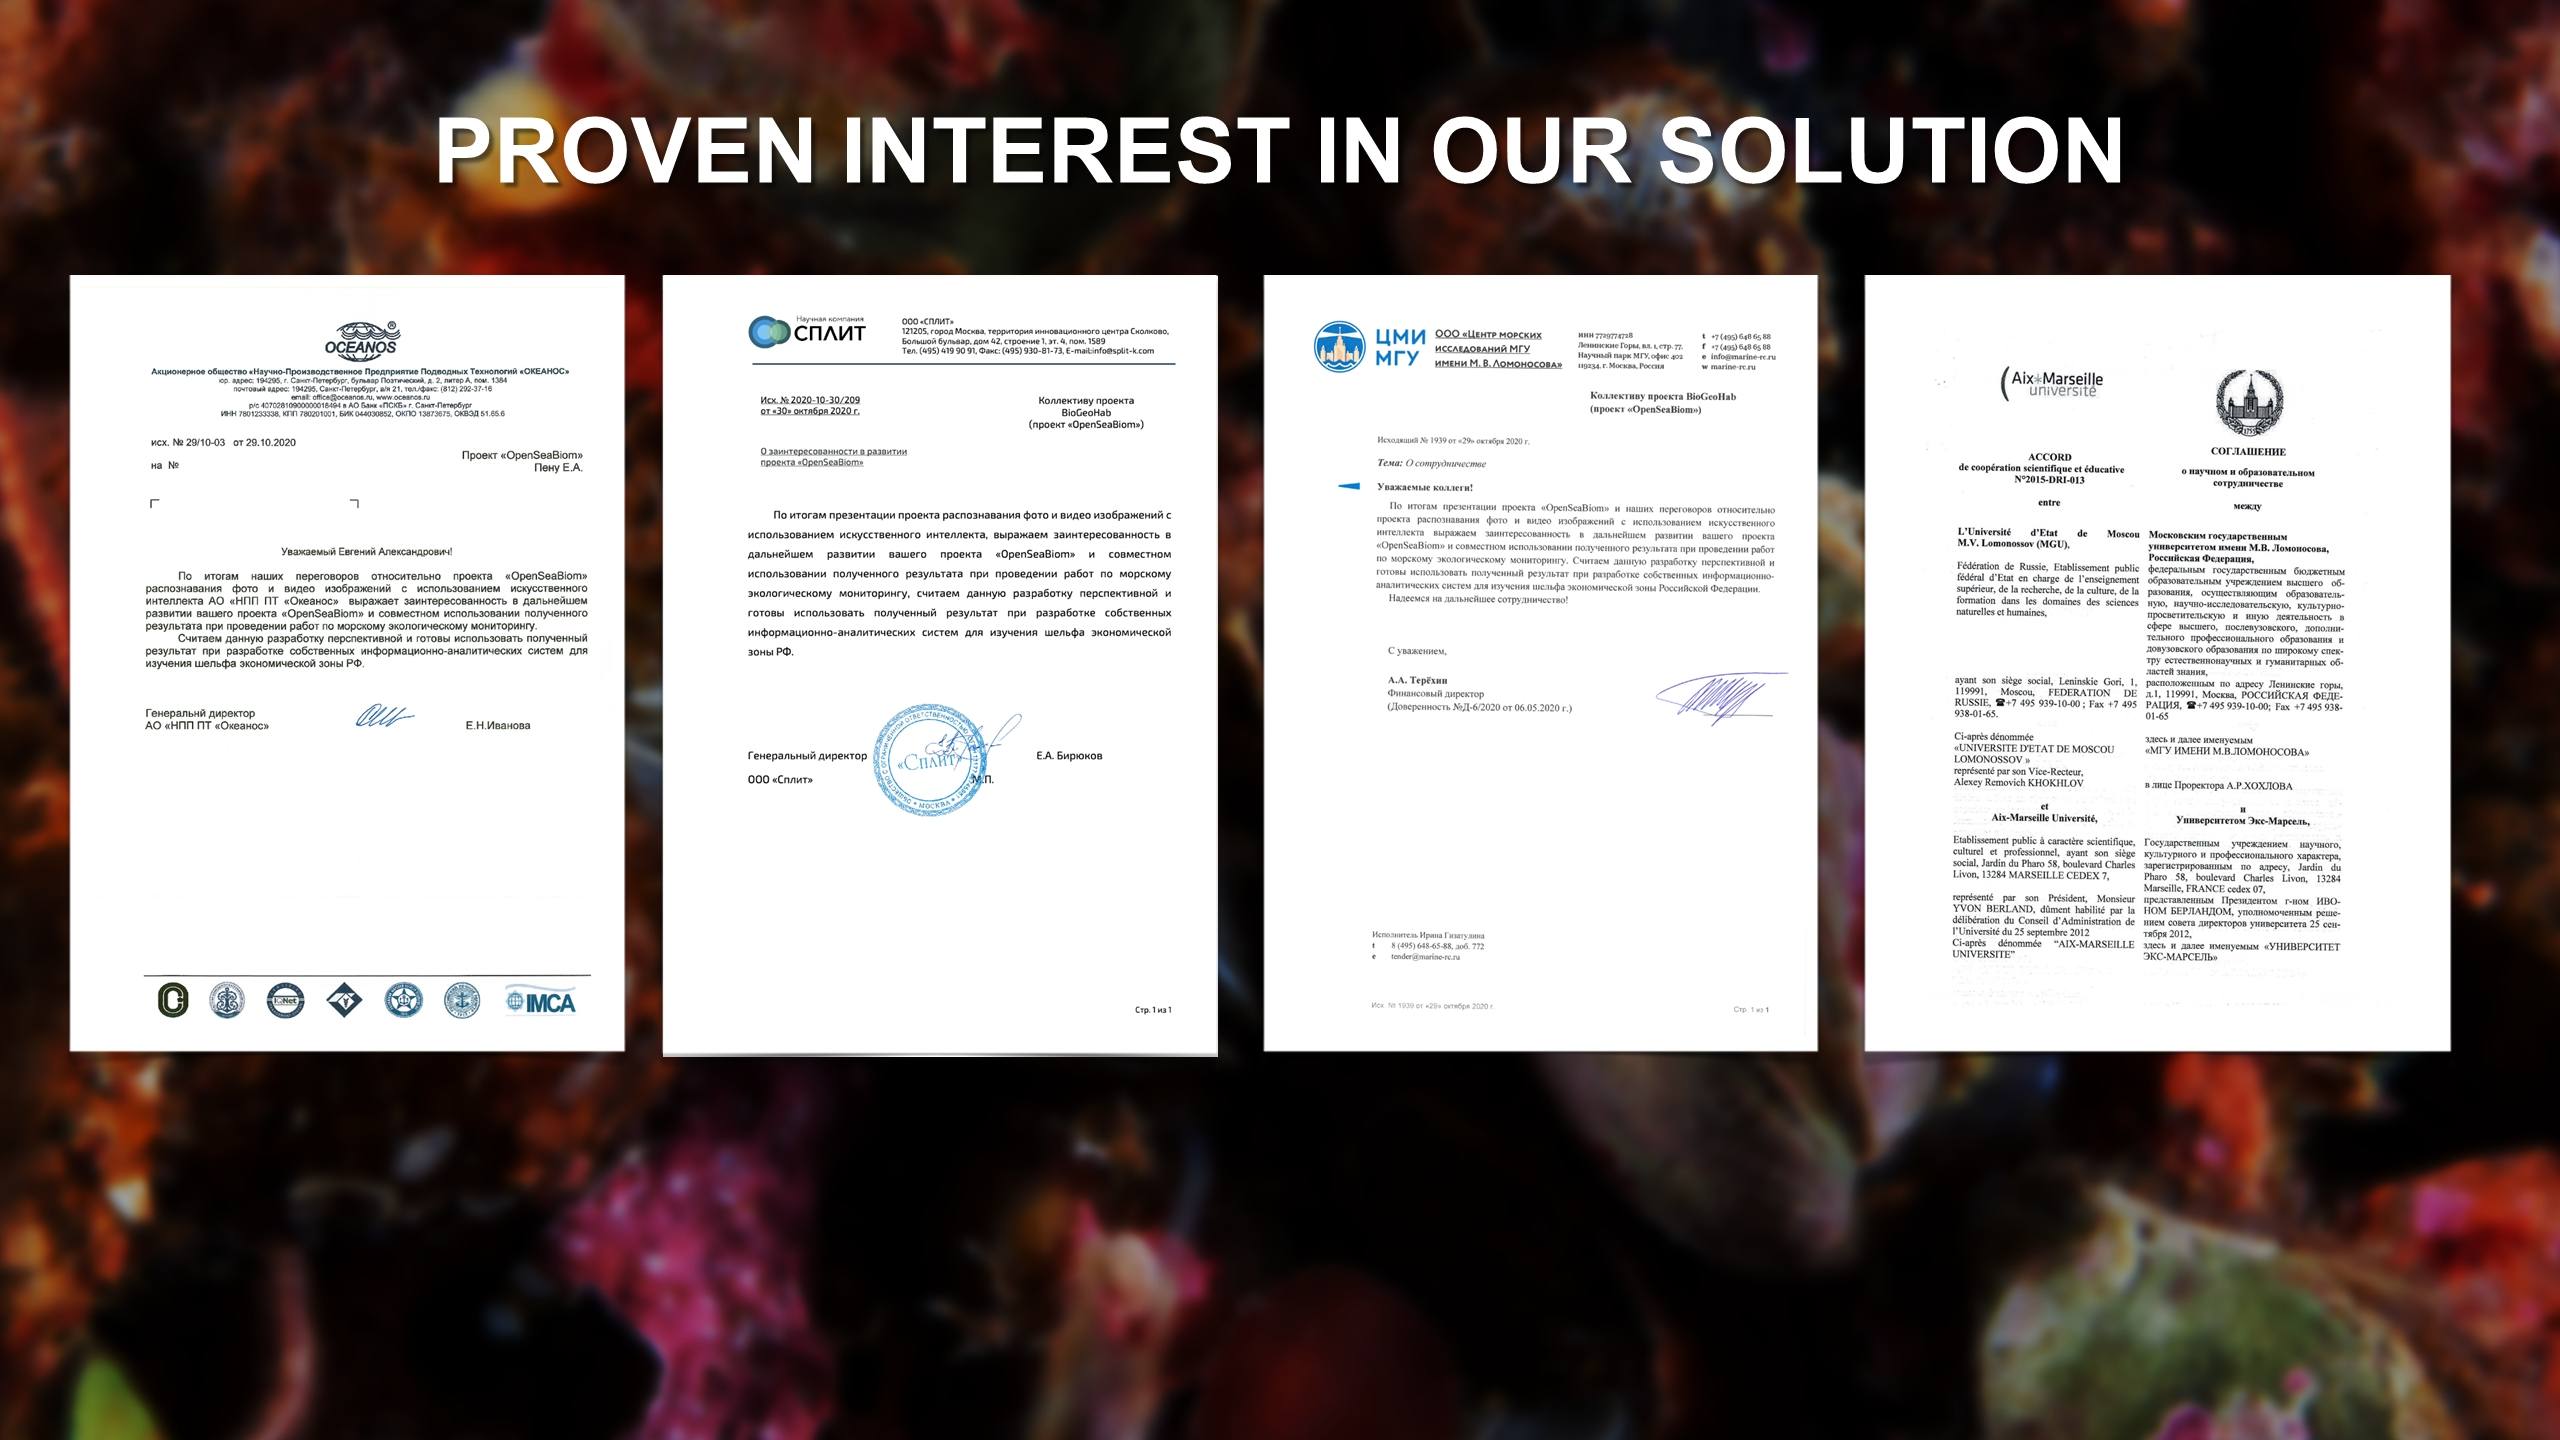 PROVEN INTEREST IN OUR SOLUTION
OCEANOS
Акционерное общество «Научно-Производственное Предприятие Подводных Технологий «ОКЕАНОС»
юр. адрес: 194295, г. Санкт-Петербург, бульвар Поэтический, д. 2, литер А, пом. 1384
почтовый адрес: 194295, Санкт-Петербург, а/я 21, тел./факс: (812) 292-37-16
email: office@oceanos.ru, www.oceanos.ru
р/с 40702810900000018494 в АО Банк «ПСКБ» г. Санкт-Петербург
ИНН 7801233338, КПП 780201001, БИК 044030852, ОКПО 13873675, ОКВЭД 51.65.6
исх. № 29/10-03 от 29.10.2020
на №
Проект «OpenSeaBiom»
Пену Е.А.
Уважаемый Евгений Александрович!
По итогам наших переговоров относительно проекта «OpenSeaBiom»
распознавания фото и видео изображений с использованием искусственного
интеллекта АО «НПП ПТ «Океанос» выражает заинтересованность в дальнейшем
развитии вашего проекта «OpenSeaBiom» и совместном использовании полученного
результата при проведении работ по морскому экологическому мониторингу.
Считаем данную разработку перспективной и готовы использовать полученный
результат при разработке собственных информационно-аналитических систем для
изучения шельфа экономической зоны РФ.
Генеральнй директор
АО «НПП ПТ «Океанос»
Е.Н.Иванова
IQNet
IMCA
Научная компания
СПЛИТ
ООО «СПЛИТ»
121205, город Москва, территория инновационного центра Сколково,
Большой бульвар, дом 42, строение 1, эт. 4, пом. 1589
Тел. (495) 419 90 91, Факс: (495) 930-81-73, E-mail:info@split-k.com
Исх. № 2020-10-30/209
от «30» октября 2020 г.
Коллективу проекта
BioGeoHab
(проект «OpenSeaBiom»)
О заинтересованности в развитии
проекта «OpenSeaBiom»
По итогам презентации проекта распознавания фото и видео изображений с
использованием искусственного интеллекта, выражаем заинтересованность в
дальнейшем развитии вашего проекта «OpenSeaBiom» и совместном
использовании полученного результата при проведении работ по морскому
экологическому мониторингу, считаем данную разработку перспективной и
готовы использовать полученный результат при разработке собственных
информационно-аналитических систем для изучения шельфа экономической
зоны РФ.
Генеральный директор
ООО «Сплит»
«Сплит»
МОСКВА
М.П.
Е.А. Бирюков
Стр. 1 из 1
ЦМИ
МГУ
ООО «Центр морских
исследований МГУ
имени М. В. Ломоносова»
ИНН 7729774728
Ленинские Горы, вл. 1, стр. 77,
Научный парк МГУ, офис 402
119234, г. Москва, Россия
t +7 (495) 648 65 88
f +7 (495) 648 65 88
e info@marine-rc.ru
w marine-rc.ru
Коллективу проекта BioGeoHab
(проект «OpenSeaBiom»)
Исходящий № 1939 от «29» октября 2020 г.
Тема: О сотрудничестве
Уважаемые коллеги!
По итогам презентации проекта «OpenSeaBiom» и наших переговоров относительно
проекта распознавания фото и видео изображений с использованием искусственного
интеллекта выражаем заинтересованность в дальнейшем развитии вашего проекта
«OpenSeaBiom» и совместном использовании полученного результата при проведении работ
по морскому экологическому мониторингу. Считаем данную разработку перспективной и
готовы использовать полученный результат при разработке собственных информационно-
аналитических систем для изучения шельфа экономической зоны Российской Федерации.
Надеемся на дальнейшее сотрудничество!
С уважением,
А.А. Терёхин
Финансовый директор
(Доверенность №Д-6/2020 от 06.05.2020 г.)
Исполнитель Ирина Гизатулина
t 8 (495) 648-65-88, доб. 772
e tender@marine-rc.ru
Исх. № 1939 от «29» октября 2020 г.
Стр. 1 из 1
Aix*Marseille
université
ACCORD
de coopération scientifique et éducative
N°2015-DRI-013
entre
L'Université d'Etat de Moscou
M.V. Lomonossov (MGU),
Fédération de Russie, Etablissement public
fédéral d'Etat en charge de l'enseignement
supérieur, de la recherche, de la culture, de la
formation dans les domaines des sciences
naturelles et humaines,
ayant son siège social, Leninskie Gori, 1,
119991, Moscou, FEDERATION DE
RUSSIE, ☎+7 495 939-10-00 ; Fax +7 495
938-01-65.
Ci-après dénommée
«UNIVERSITE D'ETAT DE MOSCOU
LOMONOSSOV »
représenté par son Vice-Recteur,
Alexey Removich KHOKHLOV
et
Aix-Marseille Université,
Etablissement public à caractère scientifique,
culturel et professionnel, ayant son siège
social, Jardin du Pharo 58, boulevard Charles
Livon, 13284 MARSEILLE CEDEX 7,
représenté par son Président, Monsieur
YVON BERLAND, dûment habilité par la
délibération du Conseil d'Administration de
l'Université du 25 septembre 2012
Ci-après dénommée "AIX-MARSEILLE
UNIVERSITE"
1755
СОГЛАШЕНИЕ
о научном и образовательном
сотрудничестве
между
Московским государственным
университетом имени М.В. Ломоносова,
Российская Федерация,
федеральным государственным бюджетным
образовательным учреждением высшего об-
разования, осуществляющим образователь-
ную, научно-исследовательскую, культурно-
просветительскую и иную деятельность в
сфере высшего, послевузовского, дополни-
тельного профессионального образования и
довузовского образования по широкому спек-
тру естественнонаучных и гуманитарных об-
ластей знания,
расположенным по адресу Ленинские горы,
д.1, 119991, Москва, РОССИЙСКАЯ ФЕДЕ-
РАЦИЯ, ☎+7 495 939-10-00; Fax +7 495 938-
01-65
здесь и далее именуемым
«МГУ ИМЕНИ М.В.ЛОМОНОСОВА»
в лице Проректора А.Р.ХОХЛОВА
и
Университетом Экс-Марсель,
Государственным учреждением научного,
культурного и профессионального характера,
зарегистрированным по адресу, Jardin du
Pharo 58, boulevard Charles Livon, 13284
Marseille, FRANCE cedex 07,
представленным Президентом г-ном ИВО-
НОМ БЕРЛАНДОМ, уполномоченным реше-
нием совета директоров университета 25 сен-
тября 2012,
здесь и далее именуемым «УНИВЕРСИТЕТ
ЭКС-МАРСЕЛЬ»